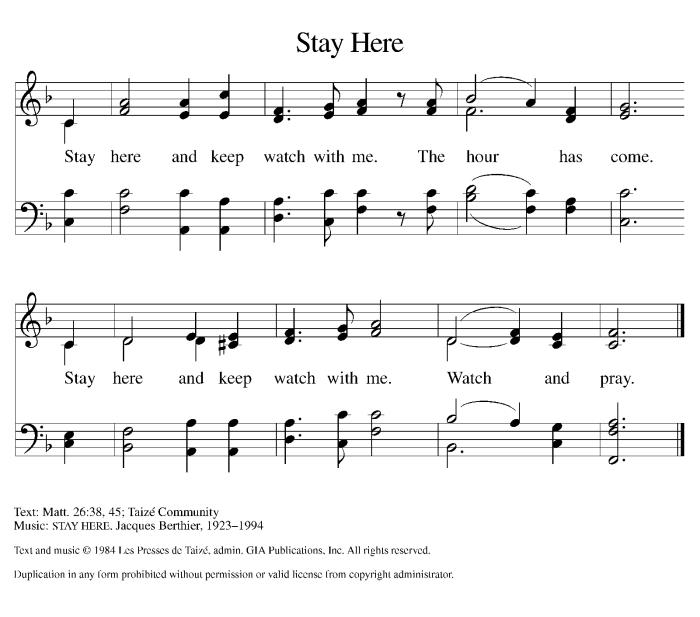 Stay Here
Stay here and keep watch with me. The hour has come.
Stay here and keep watch with me. Watch and pray.
Text: Matt. 26:38, 45; Taizé Community
Music: STAY HERE, Jacques Berthier, 1923–1994
Text and music © 1984 Les Presses de Taizé, admin. GIA Publications, Inc. All rights reserved.
Duplication in any form prohibited without permission or valid license from copyright administrator.